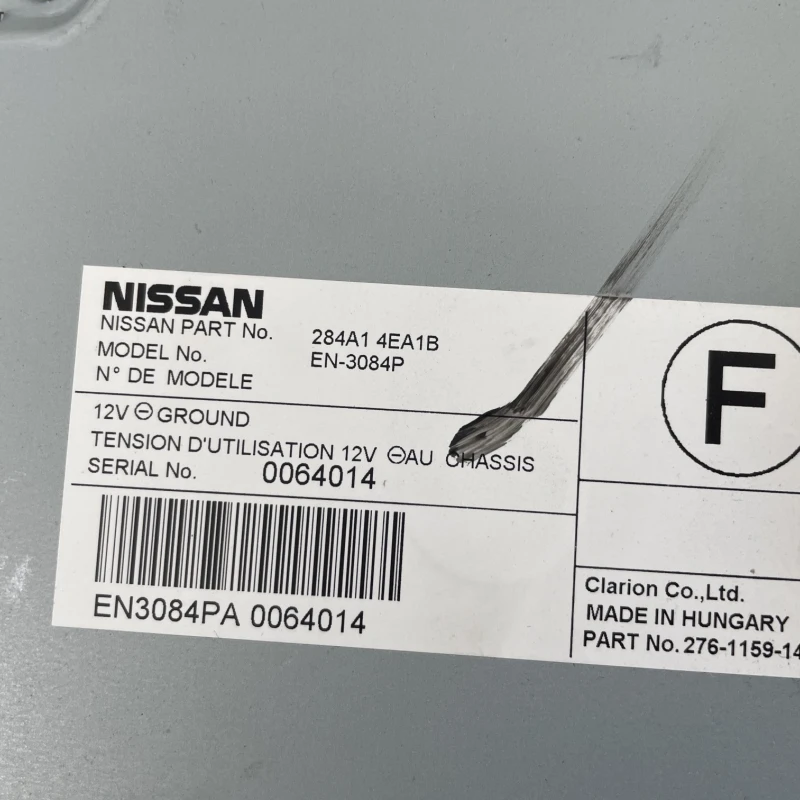 NISSAN
NISSAN PART No. 284A1 4EA1B
MODEL No. EN-3084P
N° DE MODELE
12V ⊖ GROUND
TENSION D'UTILISATION 12V ⊖AU CHASSIS
SERIAL No. 0064014
EN3084PA 0064014
F
Clarion Co.,Ltd.
MADE IN HUNGARY
PART No. 276-1159-14